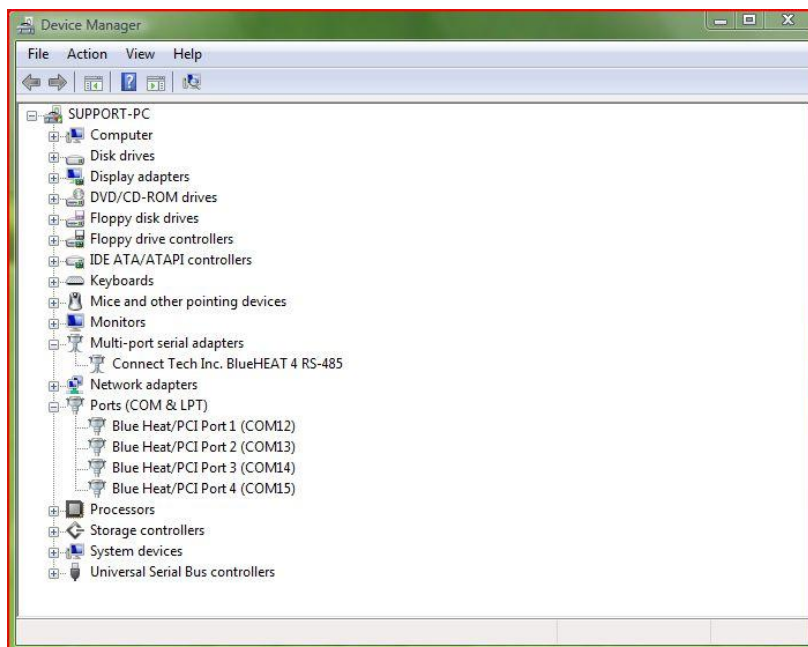 Device Manager
File Action View Help
SUPPORT-PC
Computer
Disk drives
Display adapters
DVD/CD-ROM drives
Floppy disk drives
Floppy drive controllers
IDE ATA/ATAPI controllers
Keyboards
Mice and other pointing devices
Monitors
Multi-port serial adapters
Connect Tech Inc. BlueHEAT 4 RS-485
Network adapters
Ports (COM & LPT)
Blue Heat/PCI Port 1 (COM12)
Blue Heat/PCI Port 2 (COM13)
Blue Heat/PCI Port 3 (COM14)
Blue Heat/PCI Port 4 (COM15)
Processors
Storage controllers
System devices
Universal Serial Bus controllers